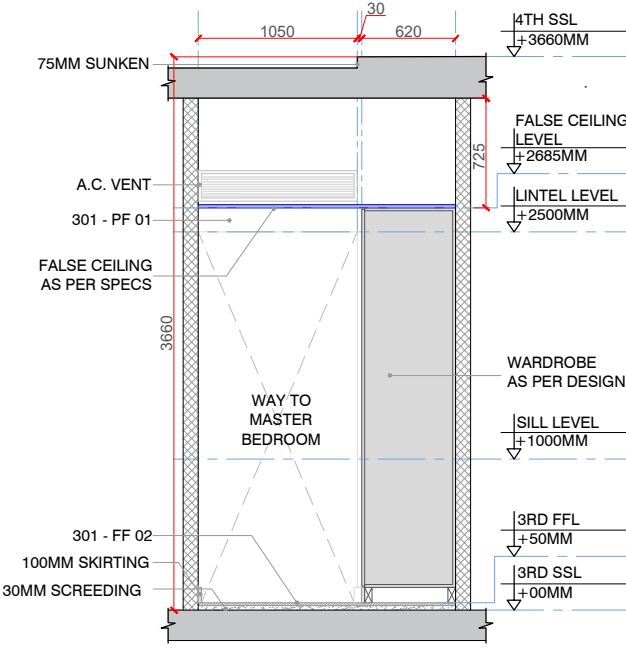 30
1050
620
4TH SSL
+3660MM
75MM SUNKEN
FALSE CEILING
LEVEL
+2685MM
725
A.C. VENT
LINTEL LEVEL
+2500MM
301 - PF 01
FALSE CEILING
AS PER SPECS
3660
WARDROBE
AS PER DESIGN
WAY TO
MASTER
BEDROOM
SILL LEVEL
+1000MM
301 - FF 02
3RD FFL
+50MM
100MM SKIRTING
3RD SSL
+00MM
30MM SCREEDING